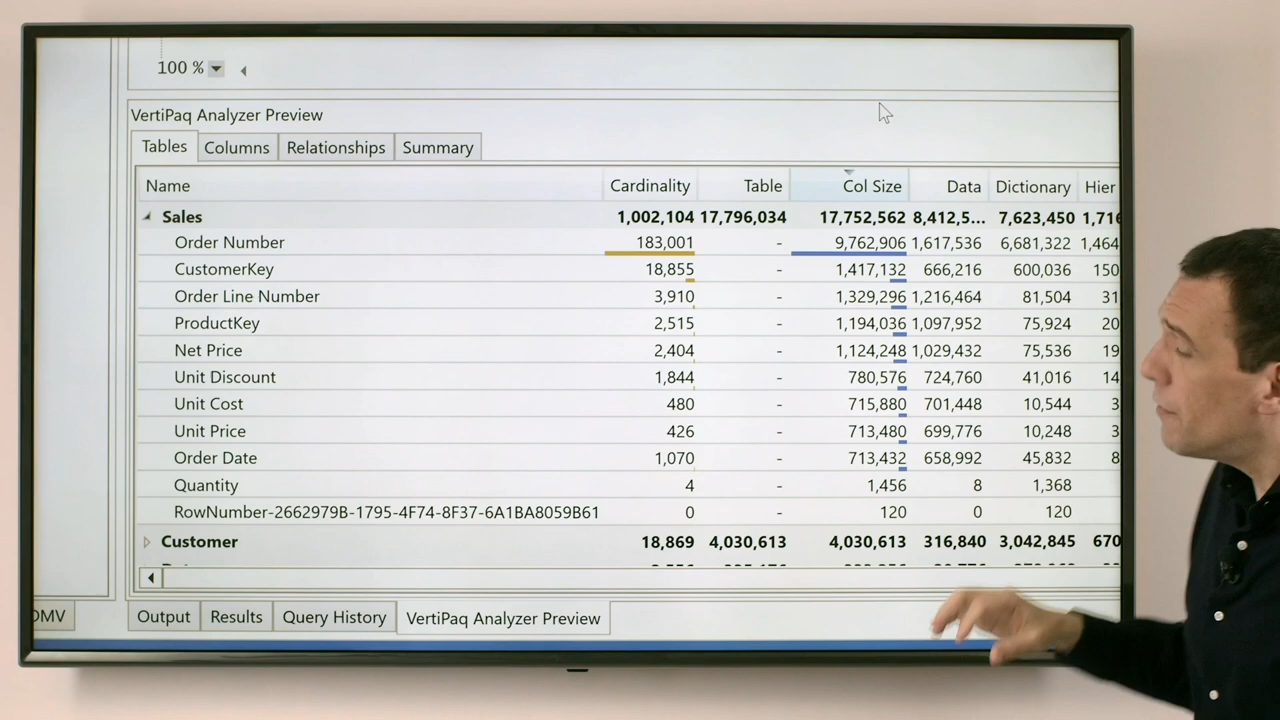 100 %
VertiPaq Analyzer Preview
Tables Columns Relationships Summary
Name Cardinality Table Col Size Data Dictionary Hier
Sales 1,002,104 17,796,034 17,752,562 8,412,5... 7,623,450 1,716
Order Number 183,001 - 9,762,906 1,617,536 6,681,322 1,464
CustomerKey 18,855 - 1,417,132 666,216 600,036 150
Order Line Number 3,910 - 1,329,296 1,216,464 81,504 31
ProductKey 2,515 - 1,194,036 1,097,952 75,924 20
Net Price 2,404 - 1,124,248 1,029,432 75,536 19
Unit Discount 1,844 - 780,576 724,760 41,016 14
Unit Cost 480 - 715,880 701,448 10,544 3
Unit Price 426 - 713,480 699,776 10,248 3
Order Date 1,070 - 713,432 658,992 45,832 8
Quantity 4 - 1,456 8 1,368
RowNumber-2662979B-1795-4F74-8F37-6A1BA8059B61 0 - 120 0 120
Customer 18,869 4,030,613 4,030,613 316,840 3,042,845 670
DMV Output Results Query History VertiPaq Analyzer Preview